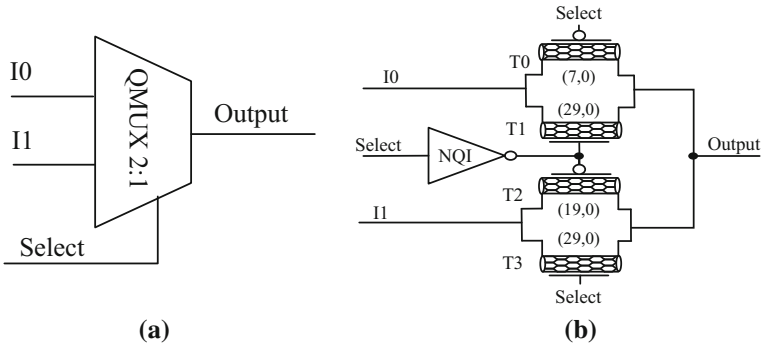 I0
I1
QMUX 2:1
Output
Select
(a)
Select
T0
I0
(7,0)
(29,0)
T1
Select
NQI
Output
T2
I1
(19,0)
(29,0)
T3
Select
(b)